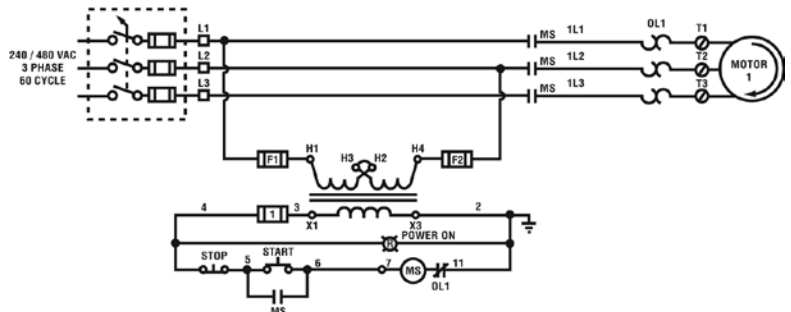 L1
MS
1L1
OL1
T1
240 / 480 VAC
3 PHASE
60 CYCLE
L2
1L2
T2
MOTOR
1
L3
MS
1L3
T3
F1
H1
H3
H2
H4
F2
4
1
3
X1
X3
2
R
POWER ON
STOP
5
START
6
7
MS
11
OL1
MS